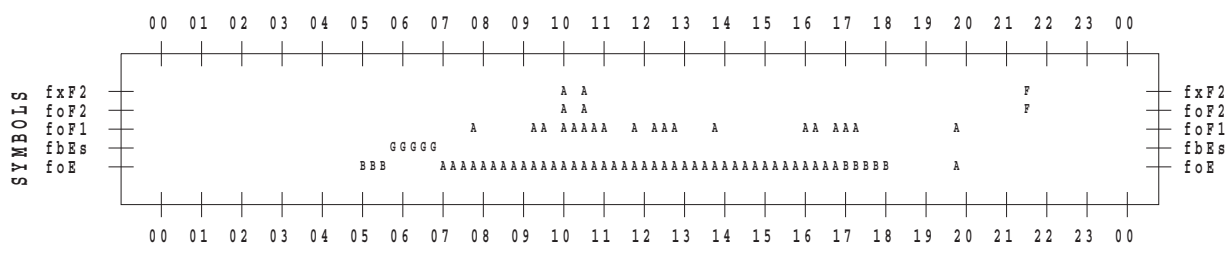 00 01 02 03 04 05 06 07 08 09 10 11 12 13 14 15 16 17 18 19 20 21 22 23 00
SYMBOLS
fxF2 A A F fxF2
foF2 A A F foF2
foF1 A AA AAAAA A AAA A AA AAA A foF1
fbEs GGGGG fbEs
foE BBB AAAAAAAAAAAAAAAAAAAAAAAAAAAAAAAAAAAAAAAABBBBB A foE
00 01 02 03 04 05 06 07 08 09 10 11 12 13 14 15 16 17 18 19 20 21 22 23 00